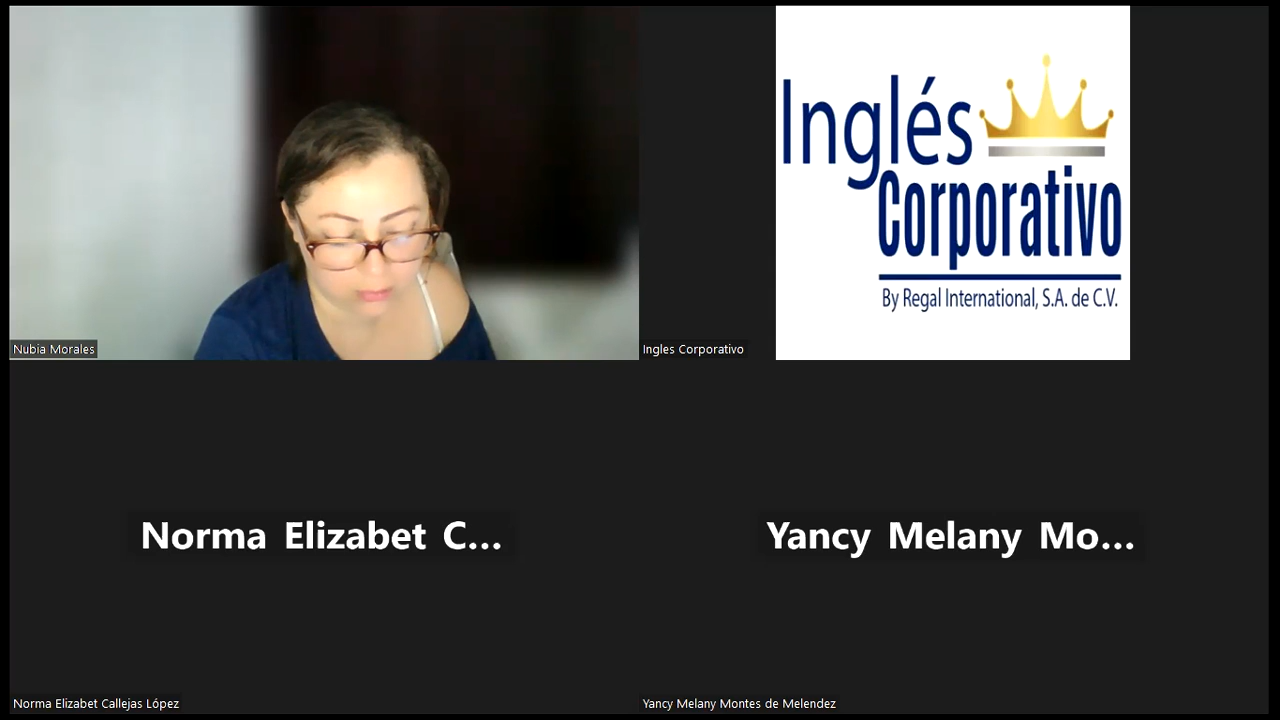 Inglés
Corporativo
By Regal International, S.A. de C.V.
Nubia Morales
Ingles Corporativo
Norma Elizabet C...
Yancy Melany Mo...
Norma Elizabet Callejas López
Yancy Melany Montes de Melendez